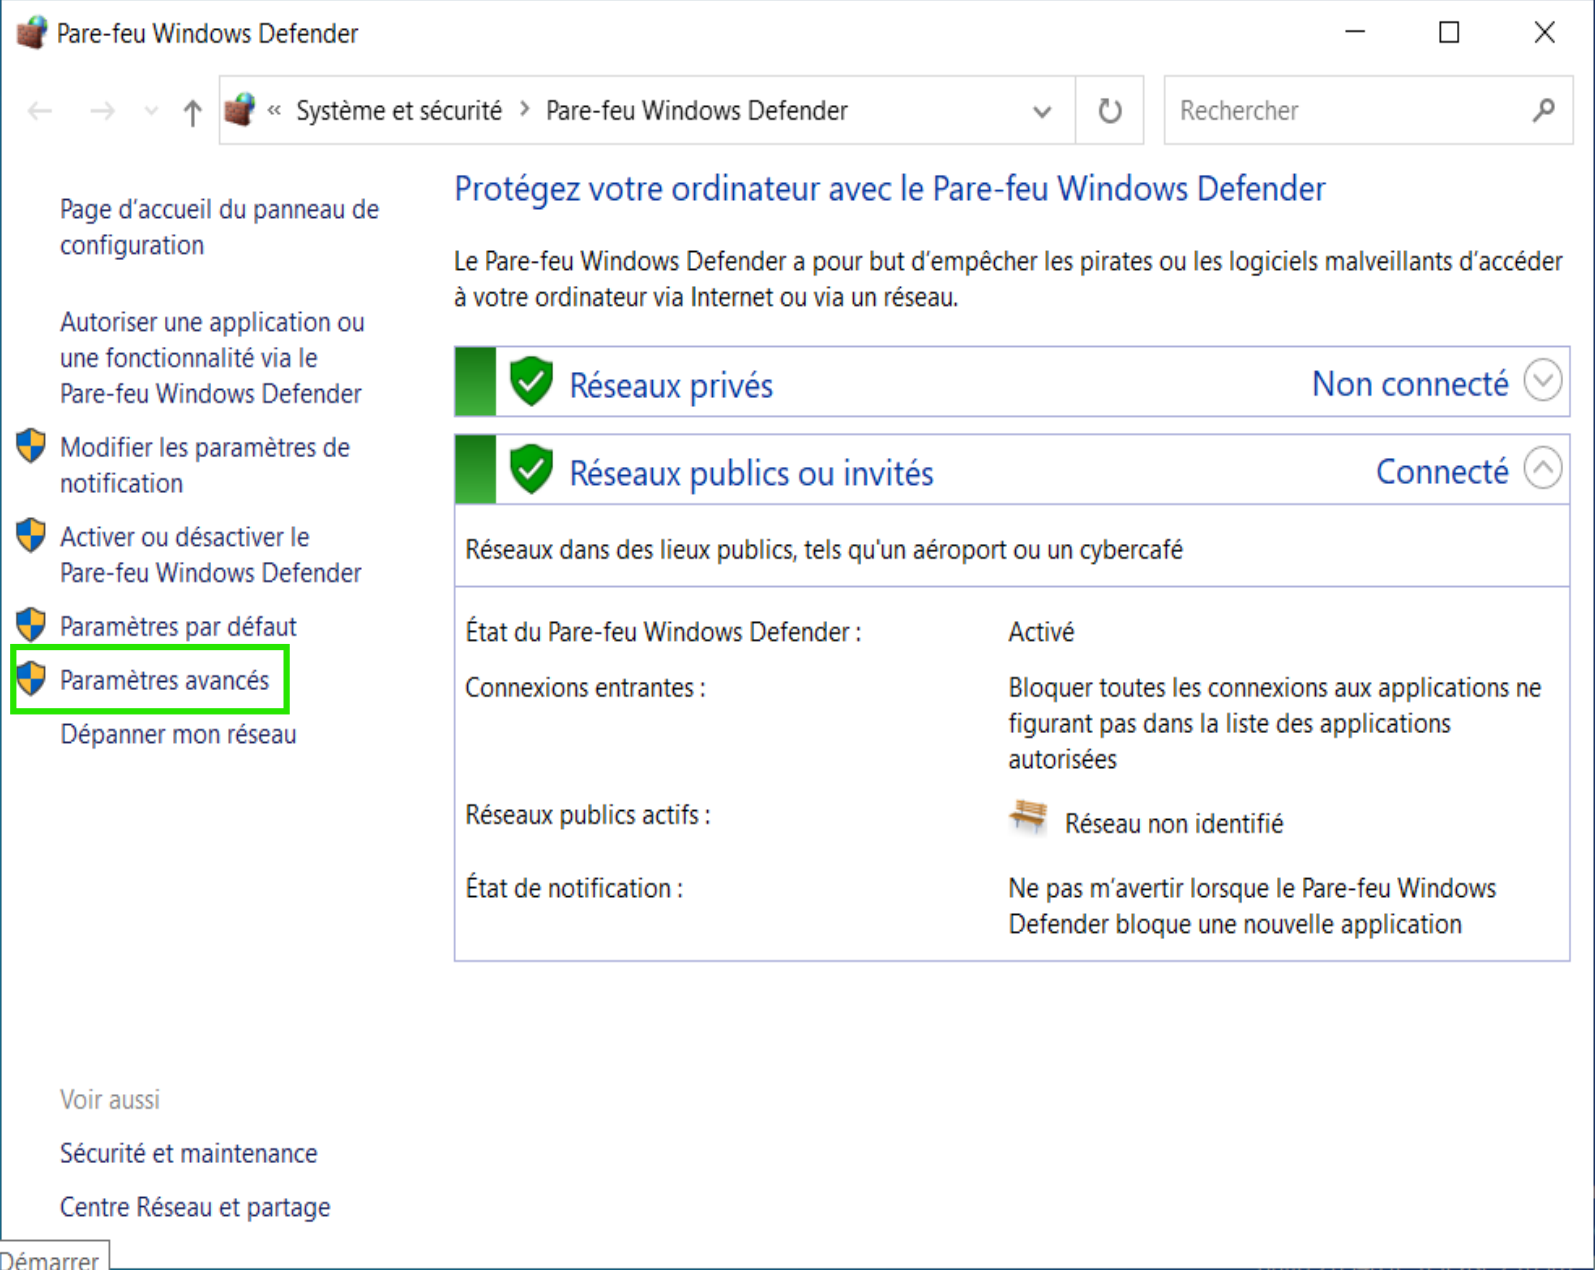 Pare-feu Windows Defender
« Système et sécurité > Pare-feu Windows Defender
Rechercher
Page d'accueil du panneau de
configuration
Autoriser une application ou
une fonctionnalité via le
Pare-feu Windows Defender
Modifier les paramètres de
notification
Activer ou désactiver le
Pare-feu Windows Defender
Paramètres par défaut
Paramètres avancés
Dépanner mon réseau
Protégez votre ordinateur avec le Pare-feu Windows Defender
Le Pare-feu Windows Defender a pour but d'empêcher les pirates ou les logiciels malveillants d'accéder
à votre ordinateur via Internet ou via un réseau.
Réseaux privés Non connecté
Réseaux publics ou invités Connecté
Réseaux dans des lieux publics, tels qu'un aéroport ou un cybercafé
État du Pare-feu Windows Defender : Activé
Connexions entrantes : Bloquer toutes les connexions aux applications ne
figurant pas dans la liste des applications
autorisées
Réseaux publics actifs : Réseau non identifié
État de notification : Ne pas m'avertir lorsque le Pare-feu Windows
Defender bloque une nouvelle application
Voir aussi
Sécurité et maintenance
Centre Réseau et partage
Démarrer